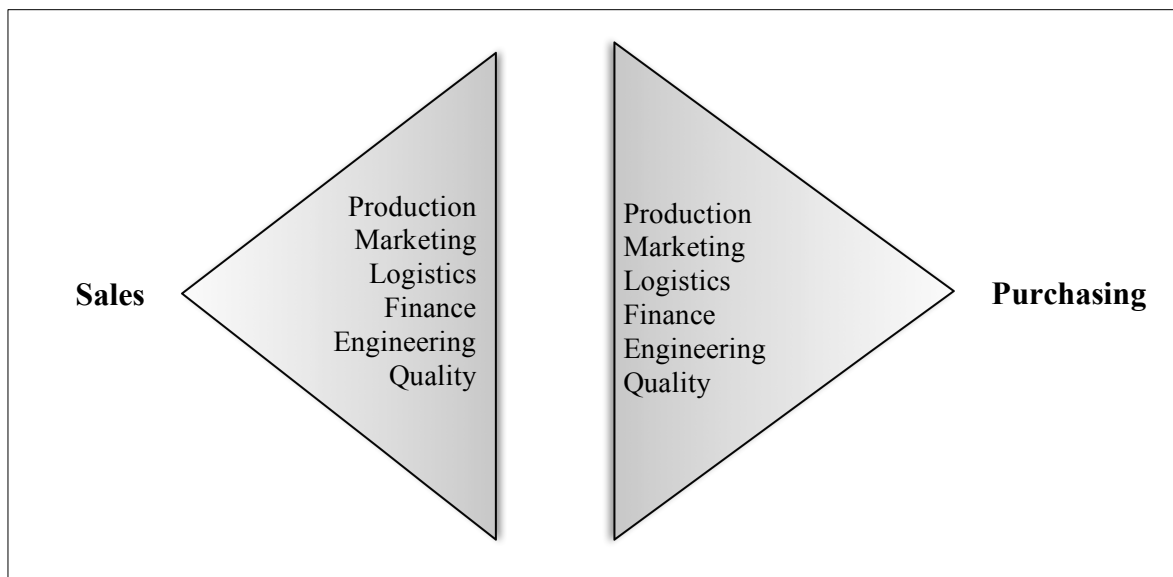 Sales
Production
Marketing
Logistics
Finance
Engineering
Quality
Production
Marketing
Logistics
Finance
Engineering
Quality
Purchasing